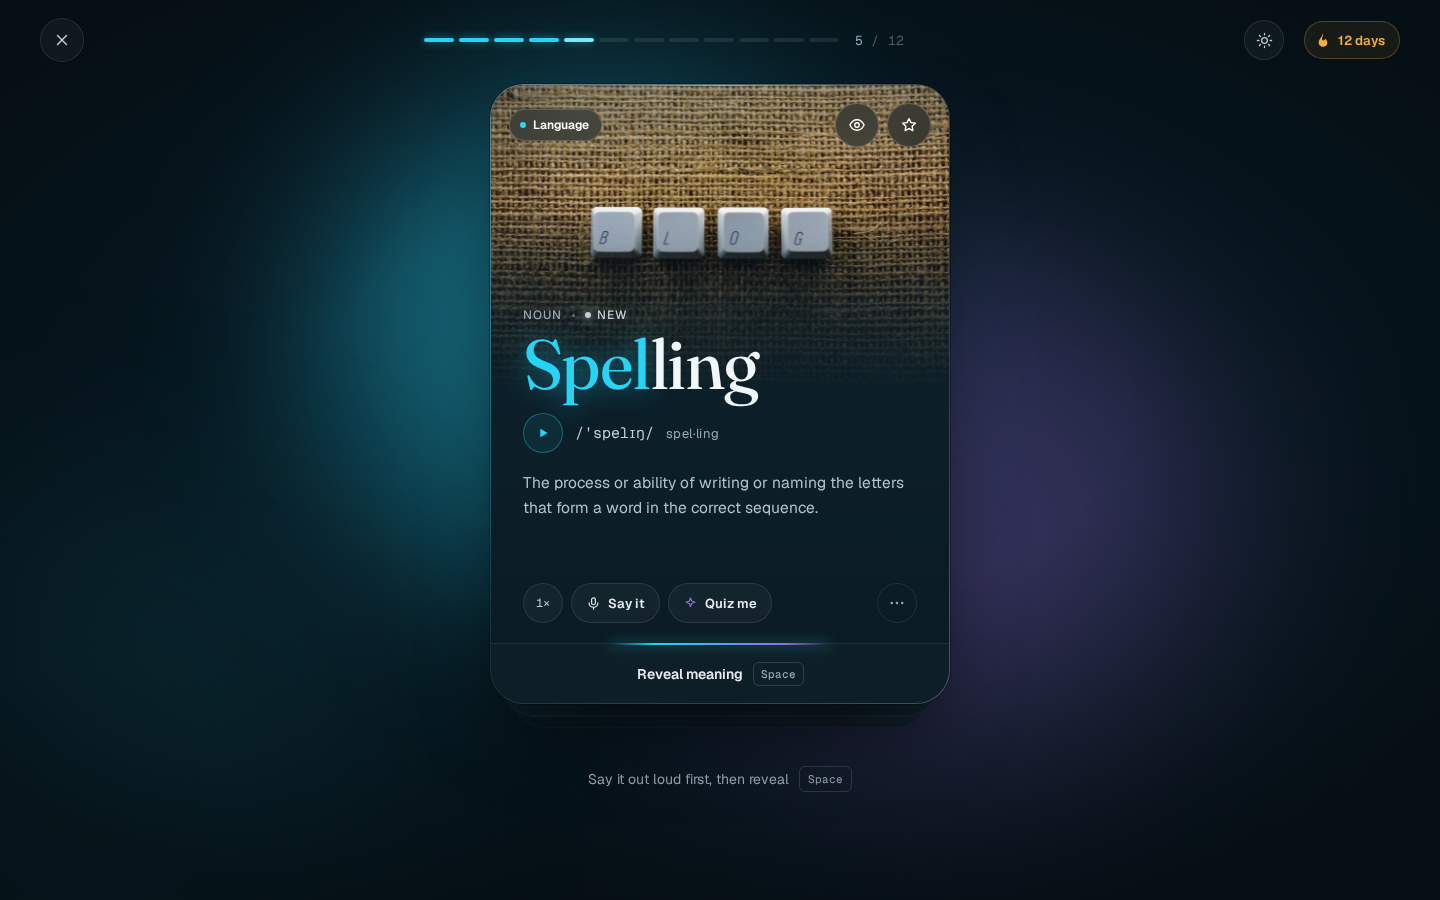 5 / 12
12 days
Language
B L O G
NOUN • NEW
Spelling
/ˈspelɪŋ/ spel·ling
The process or ability of writing or naming the letters
that form a word in the correct sequence.
1× Say it Quiz me
Reveal meaning Space
Say it out loud first, then reveal Space